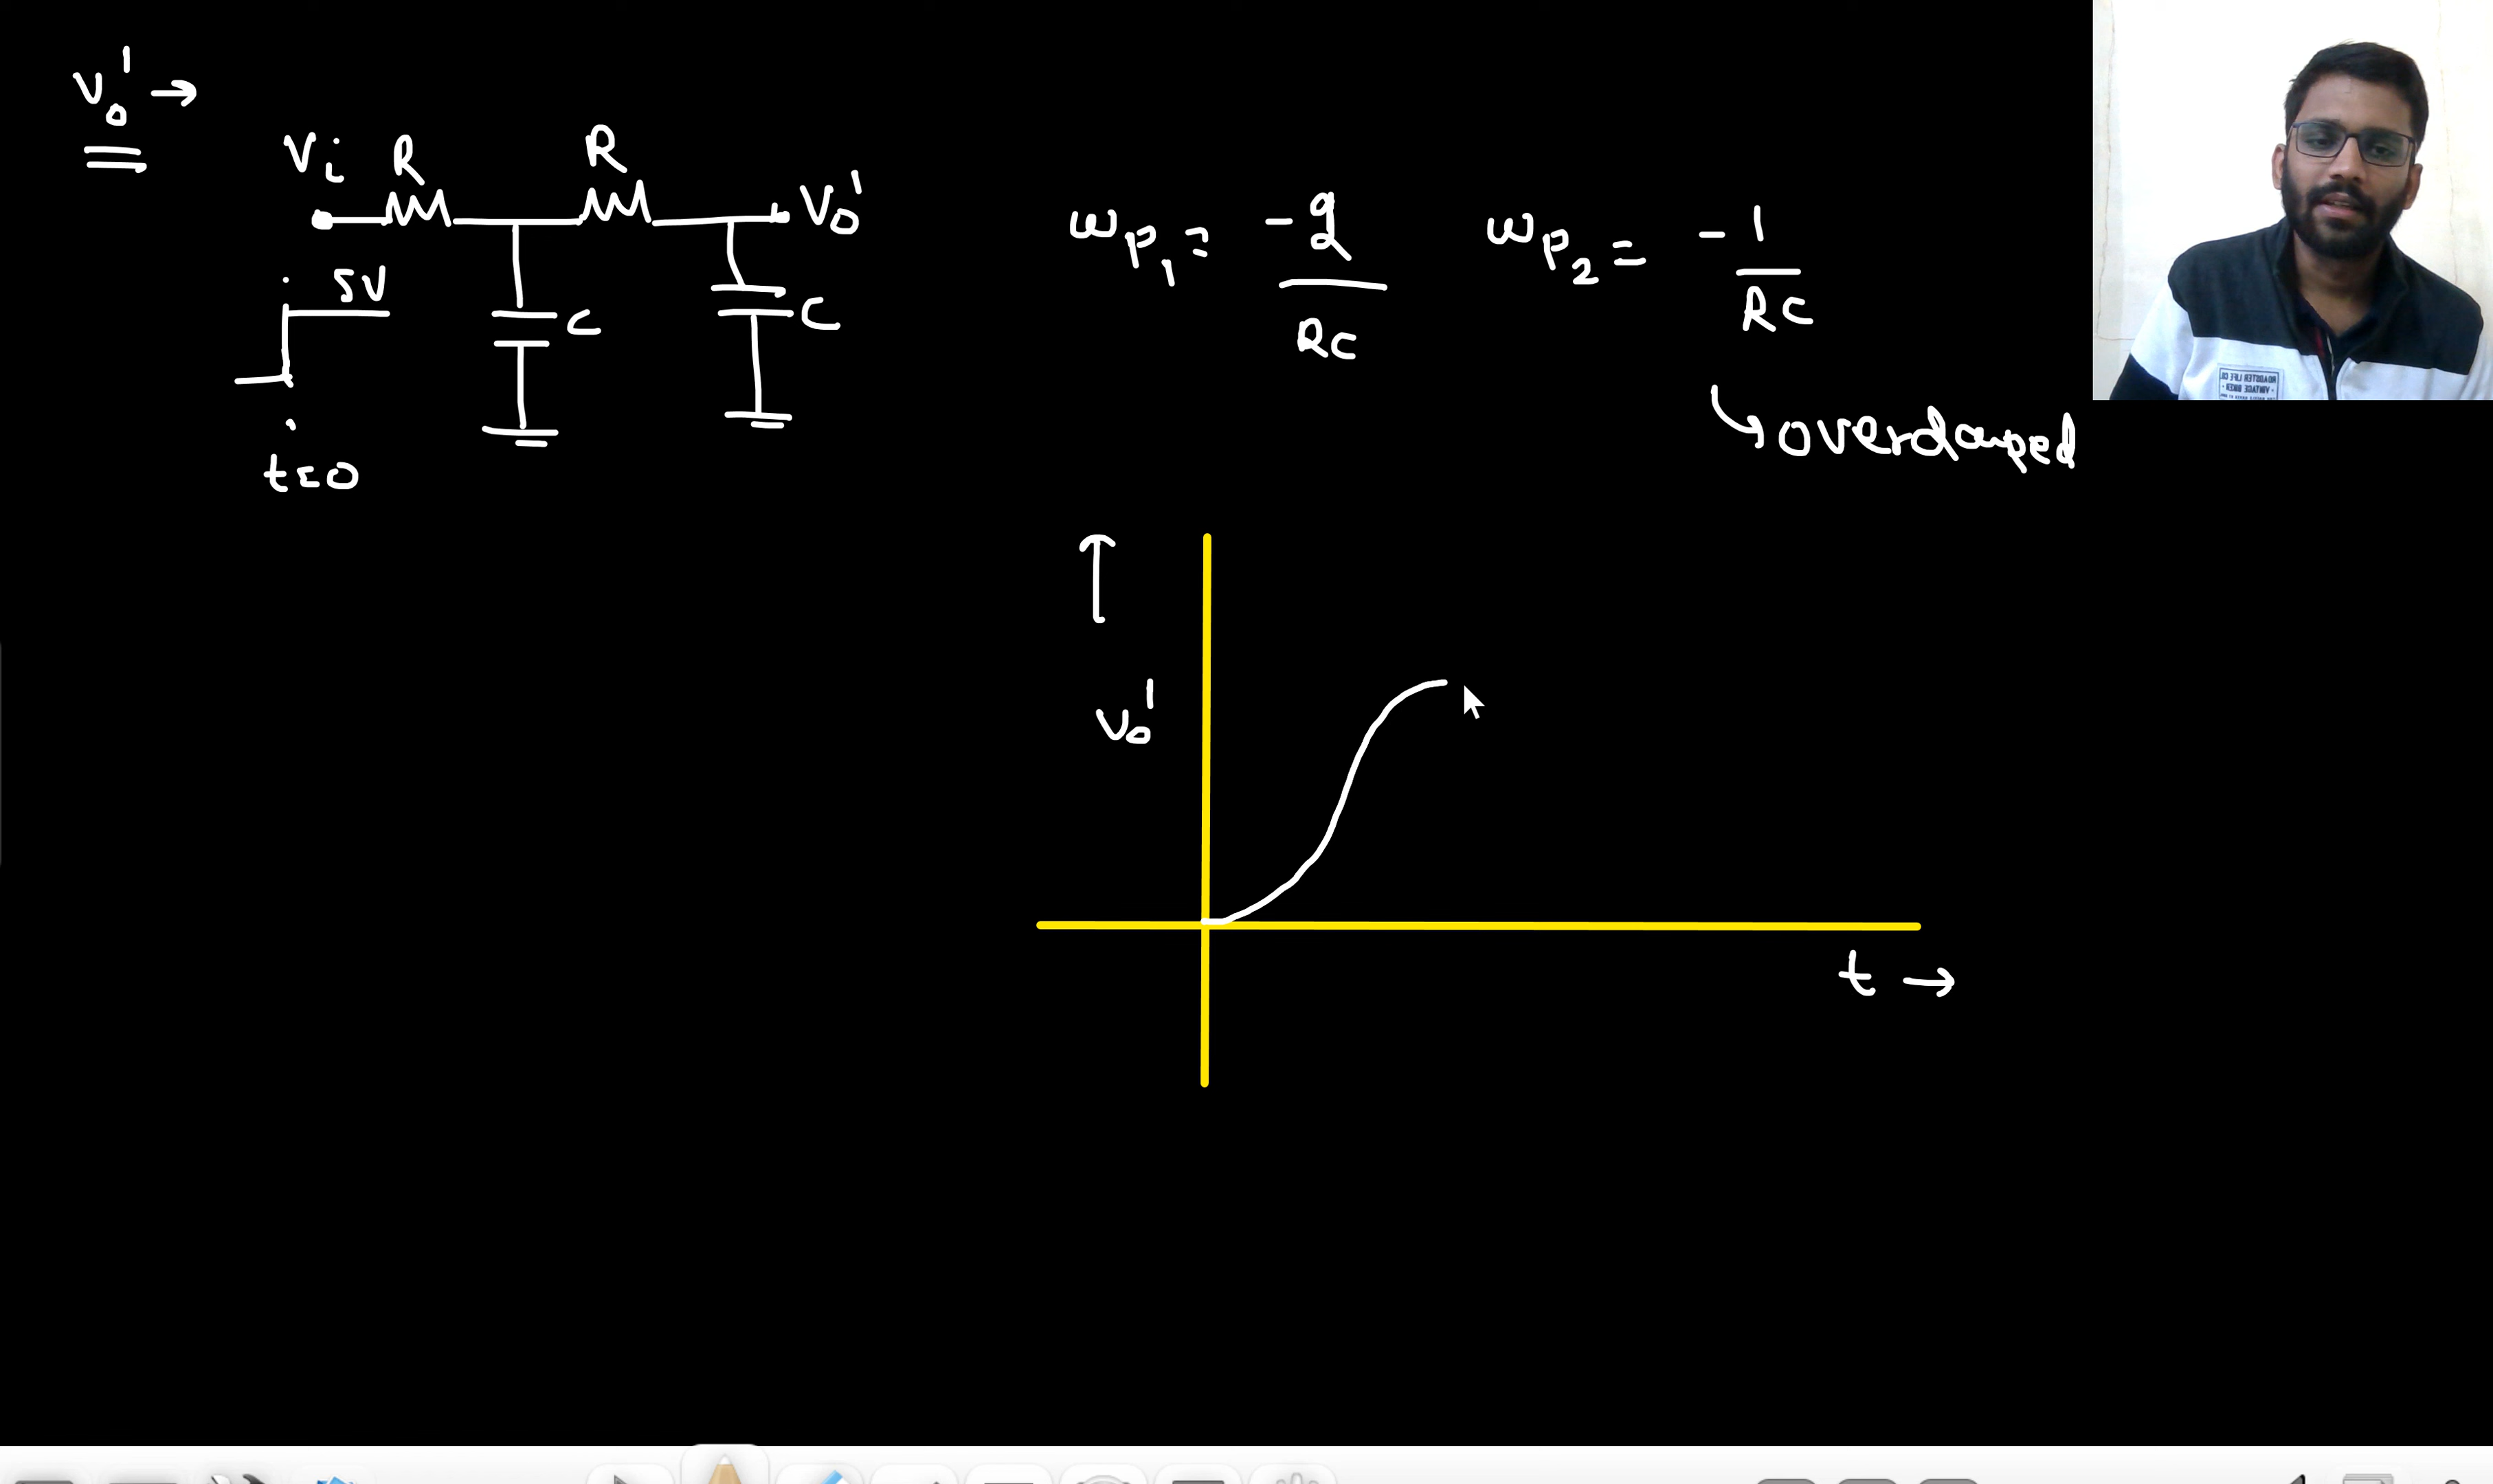 v₀' →
Vi R R V₀'
ωp₁ = -2/RC ωp₂ = -1/RC
5V C C
t=0
↳ overdamped
↑
v₀'
t →